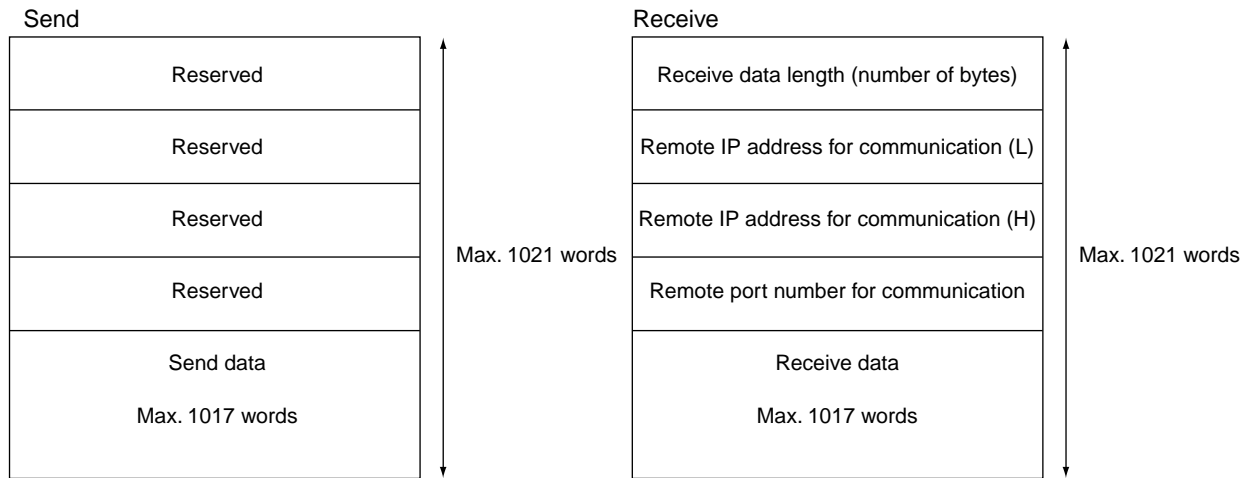 Send
Reserved
Reserved
Reserved
Reserved
Send data
Max. 1017 words
Max. 1021 words
Receive
Receive data length (number of bytes)
Remote IP address for communication (L)
Remote IP address for communication (H)
Remote port number for communication
Receive data
Max. 1017 words
Max. 1021 words